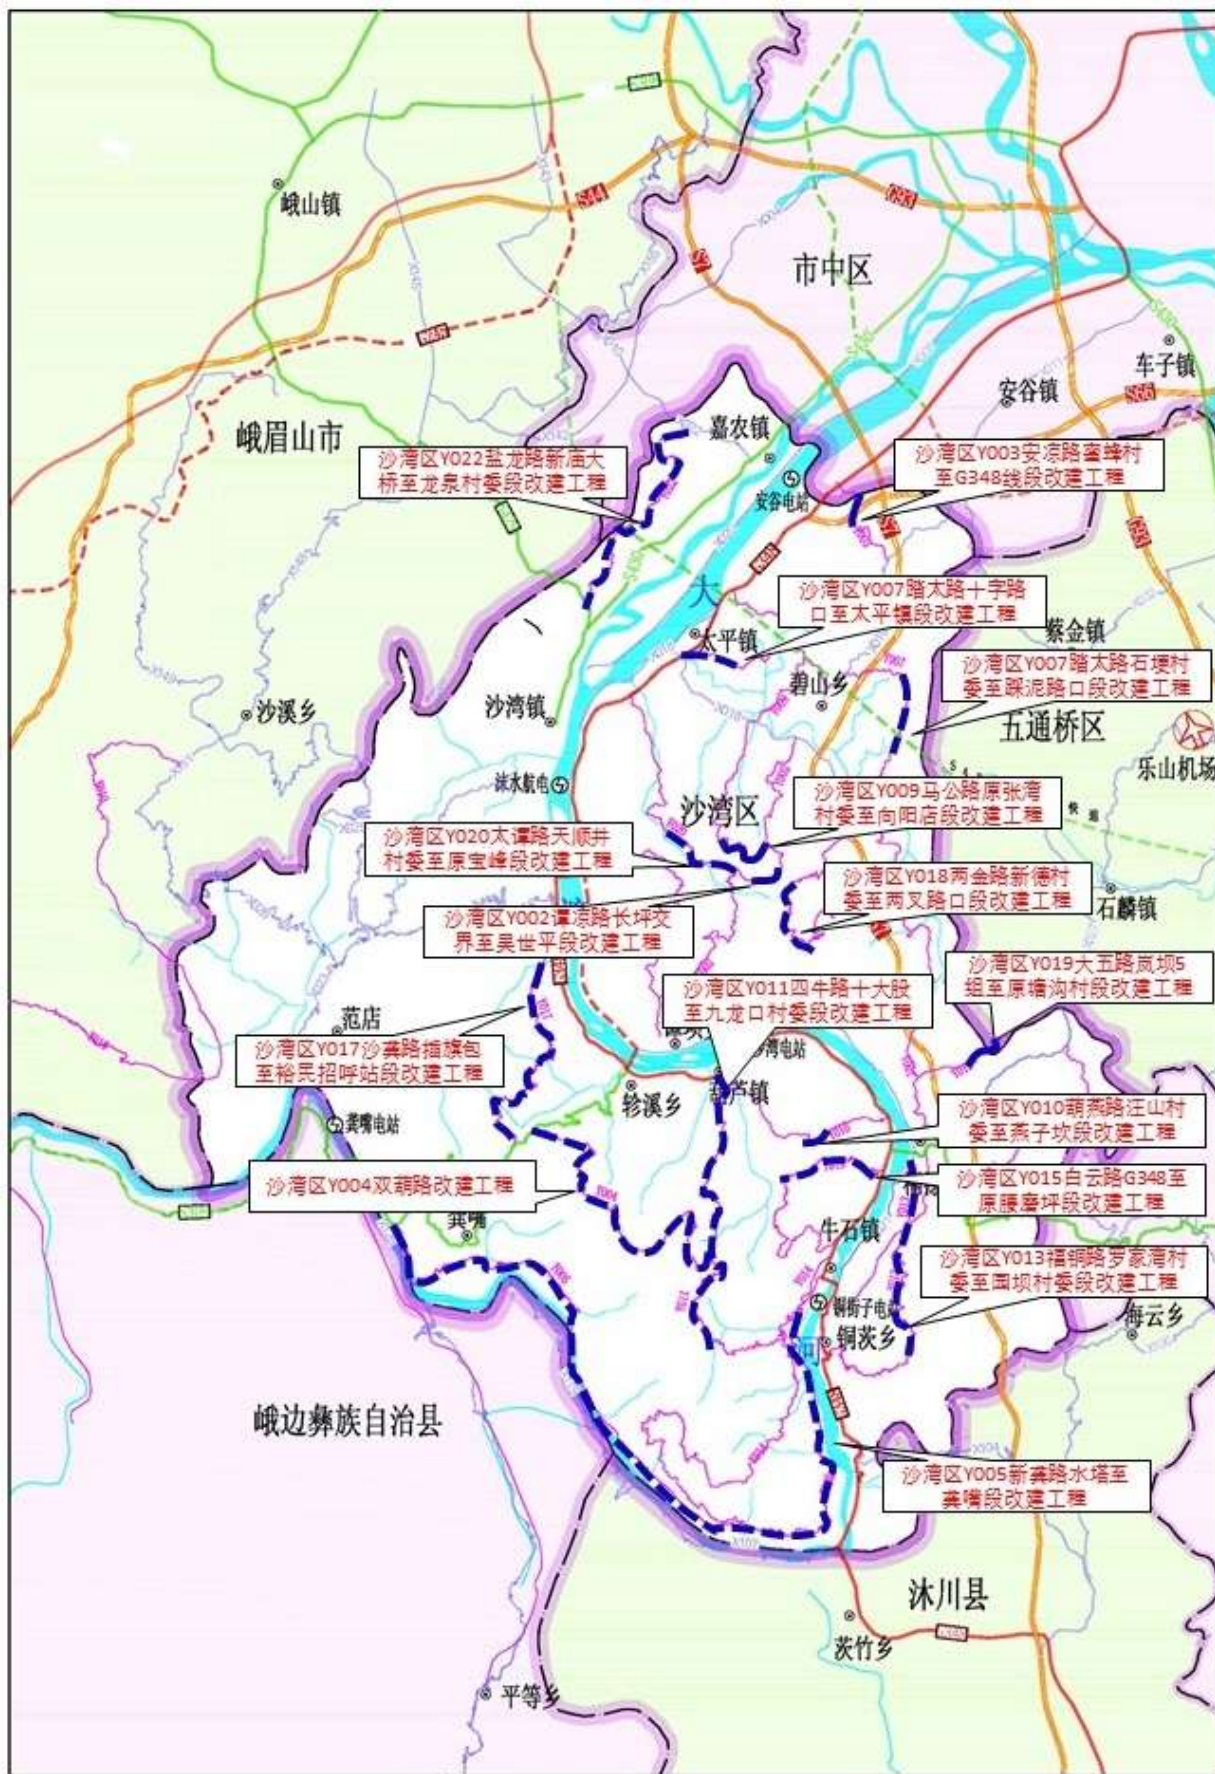 峨山镇
S44
G93
市中区
车子镇
安谷镇
S66
峨眉山市
嘉农镇
沙湾区Y022盐龙路新庙大
桥至龙泉村委段改建工程
沙湾区Y003安凉路蜜蜂村
至G348线段改建工程
安谷电站
大
沙湾区Y007踏太路十字路
口至太平镇段改建工程
太平镇
蔡金镇
碧山乡
沙湾区Y007踏太路石埂村
委至踩泥路口段改建工程
沙溪乡
沙湾镇
五通桥区
乐山机场
沫水航电
沙湾区
沙湾区Y009马公路原张湾
村委至向阳店段改建工程
沙湾区Y020太谭路天顺井
村委至原宝峰段改建工程
沙湾区Y018两金路新德村
委至两叉路口段改建工程
石麟镇
沙湾区Y002谭凉路长坪交
界至吴世平段改建工程
沙湾区Y019大五路岚坝5
组至原塘沟村段改建工程
沙湾区Y011四牛路十大股
至九龙口村委段改建工程
范店
沙湾区Y017沙龚路插旗包
至裕民招呼站段改建工程
轸溪乡
龚嘴电站
沙湾区Y010葫燕路汪山村
委至燕子坎段改建工程
沙湾区Y004双葫路改建工程
沙湾区Y015白云路G348至
原腰磨坪段改建工程
龚嘴
牛石镇
沙湾区Y013福铜路罗家湾村
委至国坝村委段改建工程
铜街子电站
海云乡
铜茨乡
河
峨边彝族自治县
沙湾区Y005新龚路水塔至
龚嘴段改建工程
沐川县
茨竹乡
平等乡